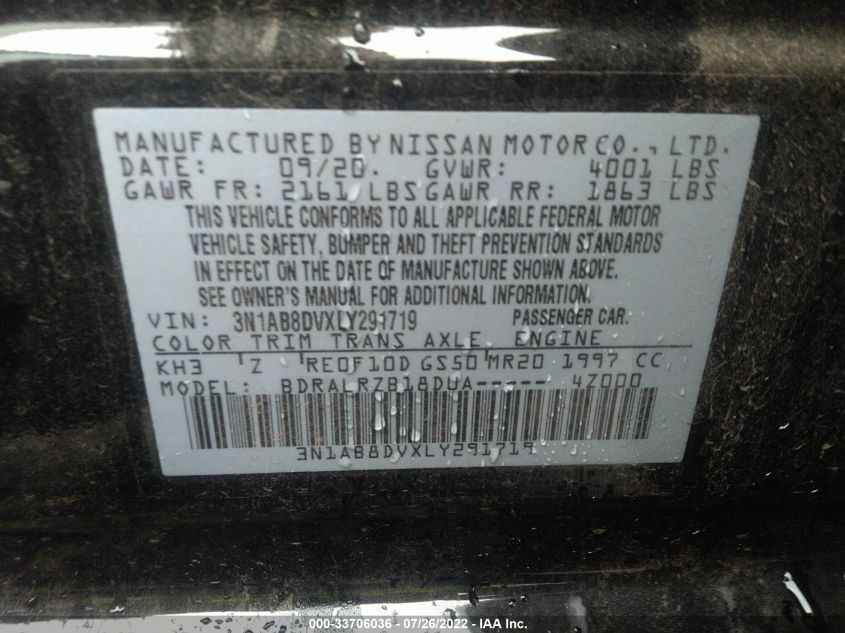 MANUFACTURED BY NISSAN MOTOR CO., LTD.
DATE: 09/20. GVWR: 4001 LBS
GAWR FR: 2161 LBS GAWR RR: 1863 LBS
THIS VEHICLE CONFORMS TO ALL APPLICABLE FEDERAL MOTOR
VEHICLE SAFETY, BUMPER AND THEFT PREVENTION STANDARDS
IN EFFECT ON THE DATE OF MANUFACTURE SHOWN ABOVE.
SEE OWNER'S MANUAL FOR ADDITIONAL INFORMATION.
VIN: 3N1AB8DVXLY291719 PASSENGER CAR.
COLOR TRIM TRANS AXLE ENGINE
KH3 Z RE0F10D GS50 MR20 1997 CC
MODEL: BDRALRZB18DUA----- 4Z000
3N1AB8DVXLY291719
000-33706036 - 07/26/2022 - IAA Inc.